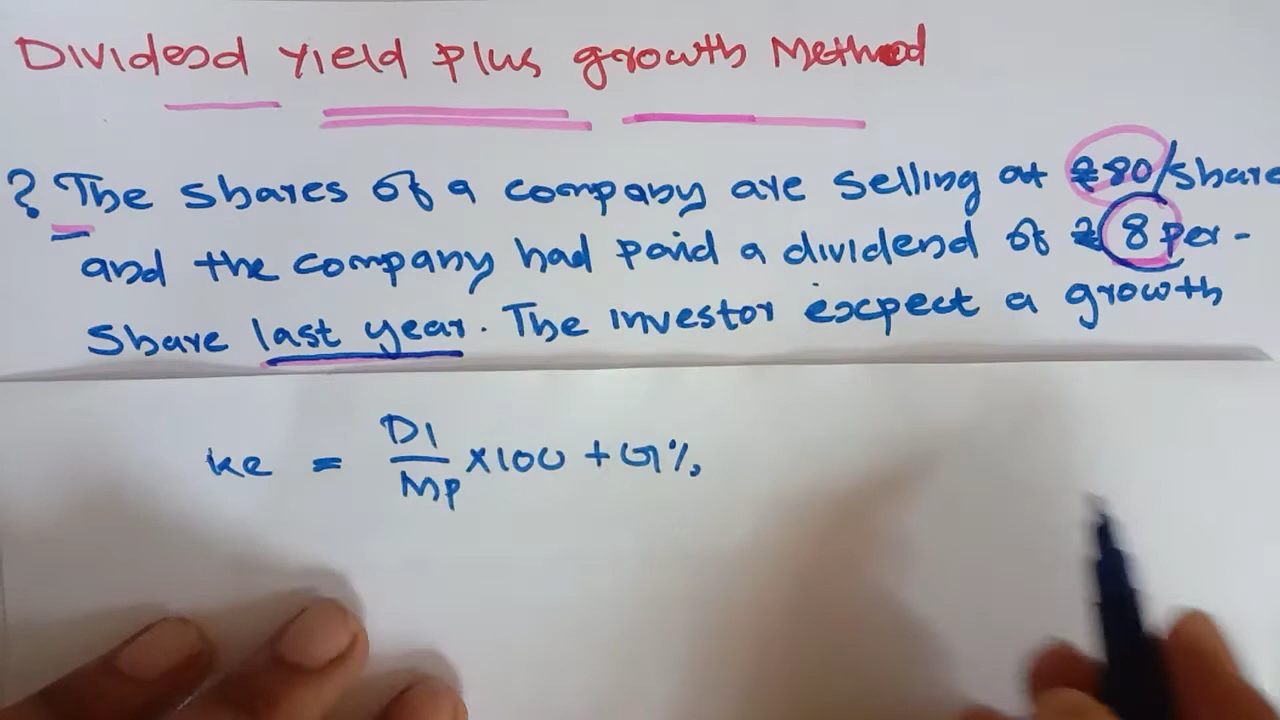 Dividend yield plus growth Method
? The shares of a company are selling at ₹80/share
and the company had paid a dividend of ₹ 8 per-
share last year. The investor expect a growth
ke = D1/MP ×100 + G%